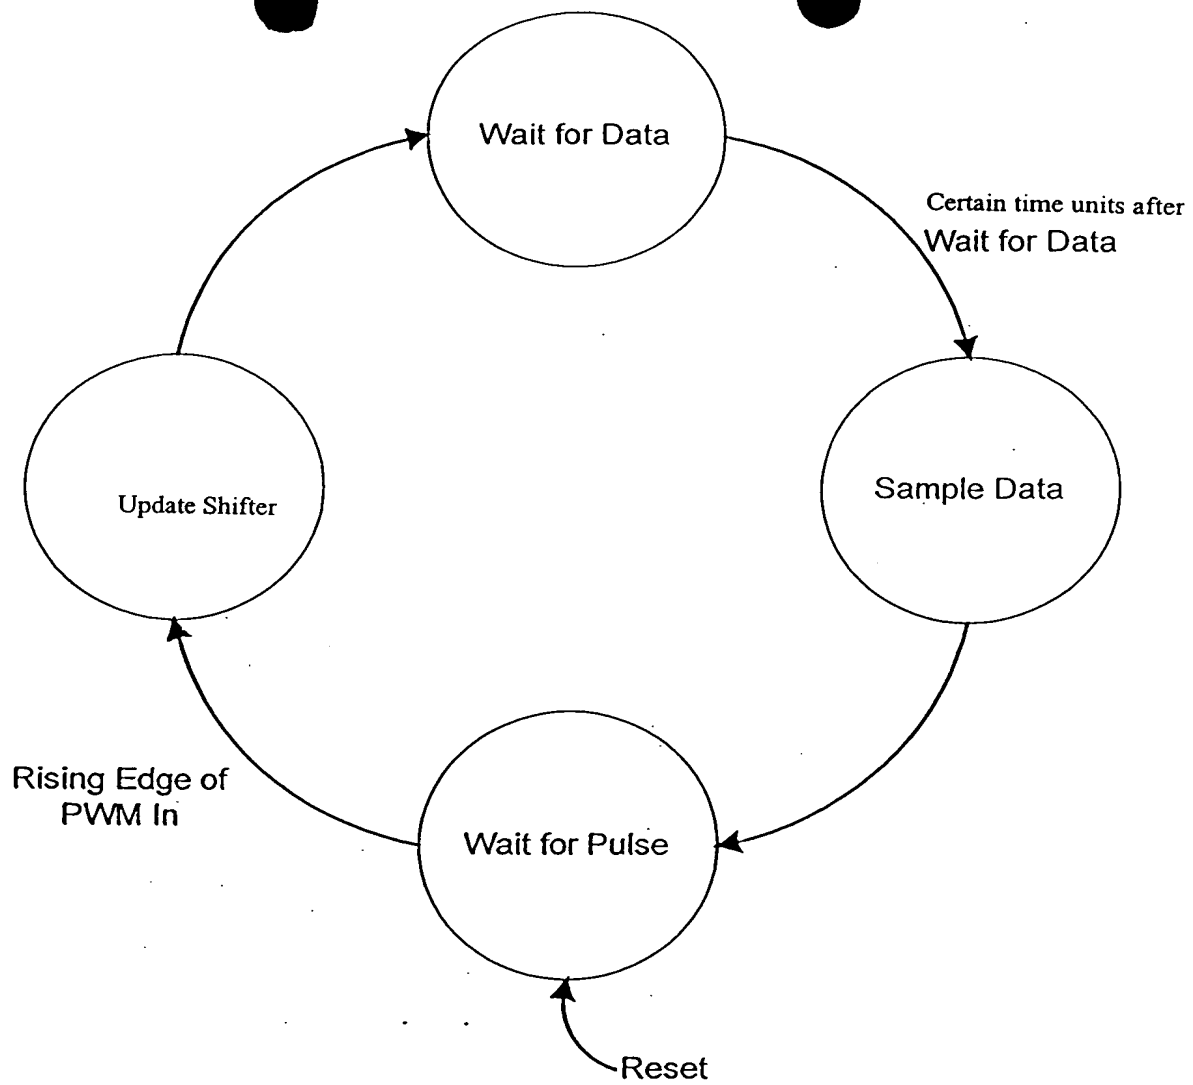 Wait for Data
Certain time units after
Wait for Data
Sample Data
Update Shifter
Rising Edge of
PWM In
Wait for Pulse
Reset